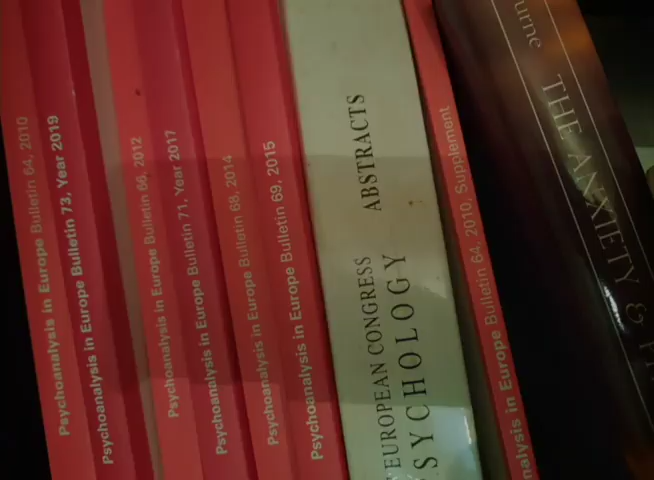 Psychoanalysis in Europe Bulletin 64, 2010
Psychoanalysis in Europe Bulletin 73, Year 2019
Psychoanalysis in Europe Bulletin 66, 2012
Psychoanalysis in Europe Bulletin 71, Year 2017
Psychoanalysis in Europe Bulletin 68, 2014
Psychoanalysis in Europe Bulletin 69, 2015
EUROPEAN CONGRESS ABSTRACTS
SYCHOLOGY
nalysis in Europe Bulletin 64, 2010, Supplement
urne
THE ANXIETY &